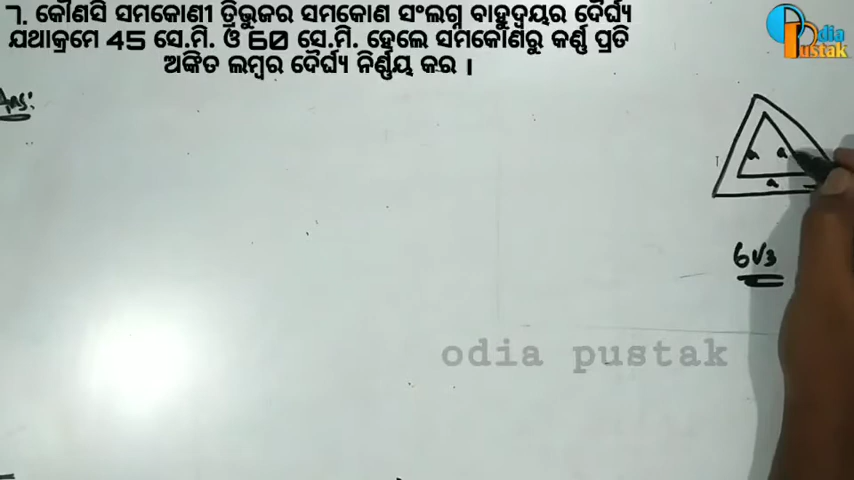 7. କୌଣସି ସମକୋଣୀ ତ୍ରିଭୁଜର ସମକୋଣ ସଂଲଗ୍ନ ବାହୁଦ୍ୱୟର ଦୈର୍ଘ୍ୟ
ଯଥାକ୍ରମେ 45 ସେ.ମି. ଓ 60 ସେ.ମି. ହେଲେ ସମକୋଣରୁ କର୍ଣ୍ଣ ପ୍ରତି
ଅଙ୍କିତ ଲମ୍ବର ଦୈର୍ଘ୍ୟ ନିର୍ଣ୍ଣୟ କର ।
Odia Pustak
Ans:
a a
a
6√3
odia pustak